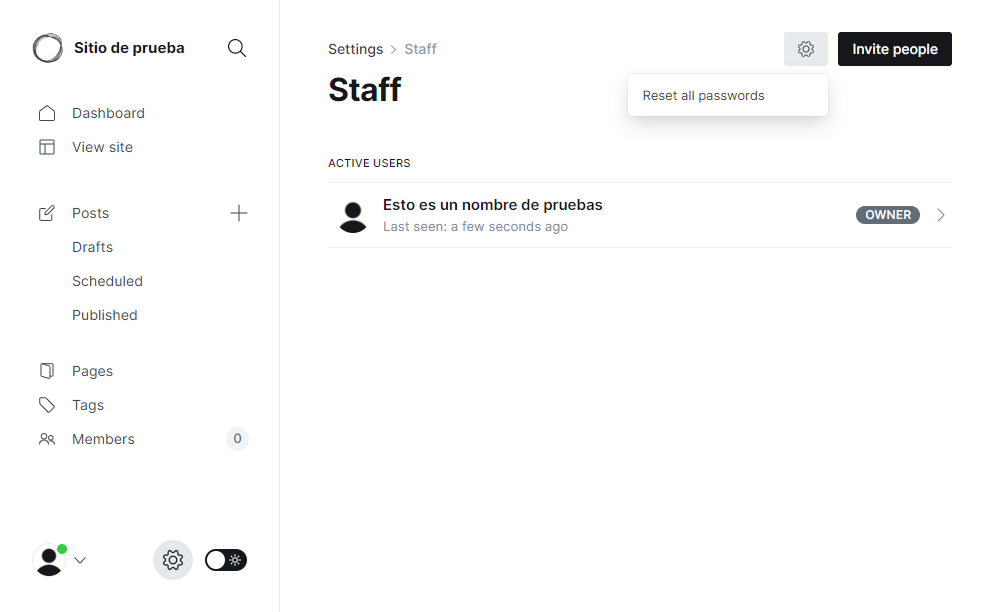 Sitio de prueba
Dashboard
View site
Posts
Drafts
Scheduled
Published
Pages
Tags
Members 0
Settings > Staff
Invite people
Staff
Reset all passwords
ACTIVE USERS
Esto es un nombre de pruebas
Last seen: a few seconds ago
OWNER